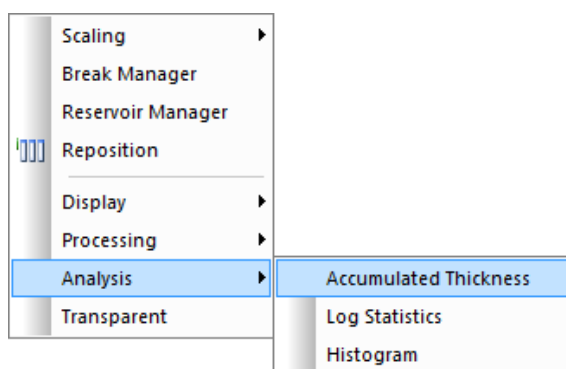 Scaling
Break Manager
Reservoir Manager
Reposition
Display
Processing
Analysis
Transparent
Accumulated Thickness
Log Statistics
Histogram